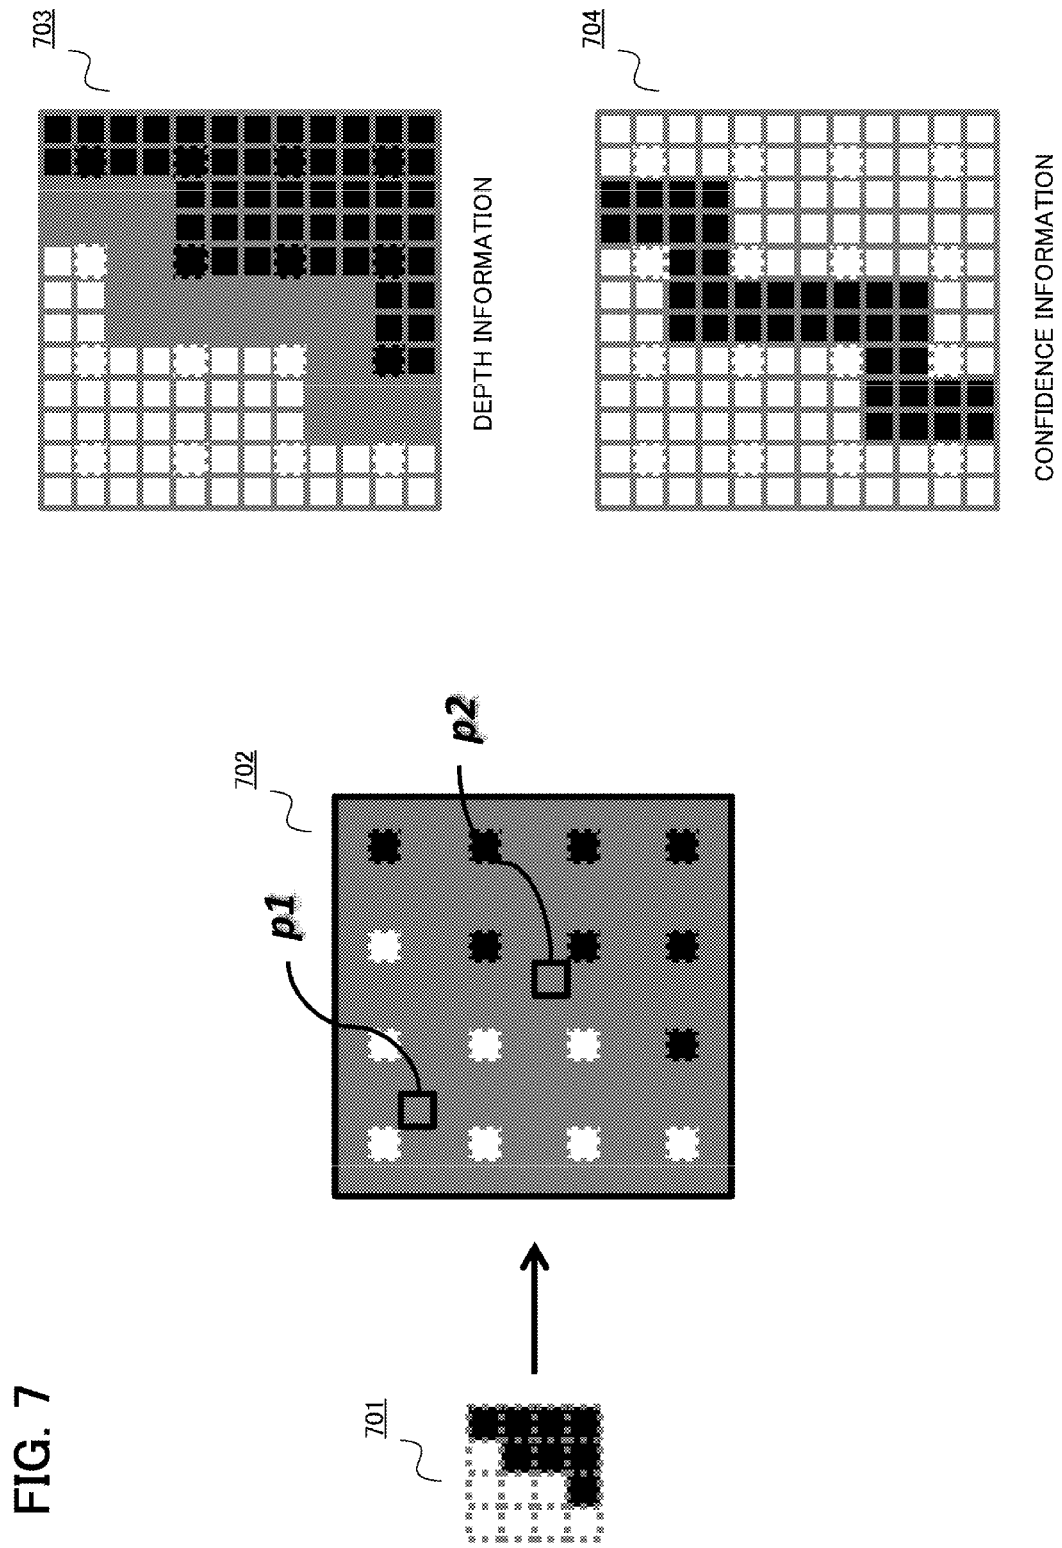 FIG. 7
701
702
p1
p2
703
DEPTH INFORMATION
704
CONFIDENCE INFORMATION